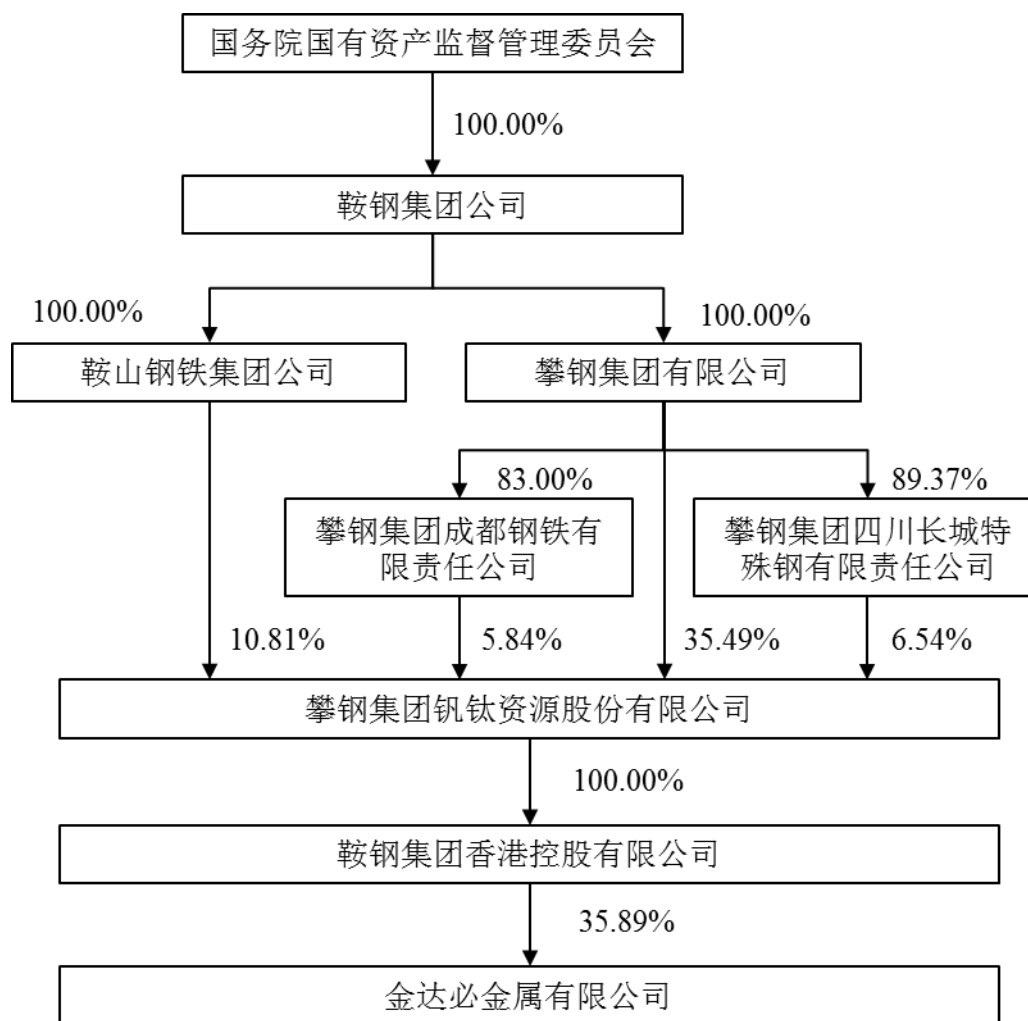 国务院国有资产监督管理委员会
100.00%
鞍钢集团公司
100.00%
100.00%
鞍山钢铁集团公司
攀钢集团有限公司
83.00%
89.37%
攀钢集团成都钢铁有
限责任公司
攀钢集团四川长城特
殊钢有限责任公司
10.81%
5.84%
35.49%
6.54%
攀钢集团钒钛资源股份有限公司
100.00%
鞍钢集团香港控股有限公司
35.89%
金达必金属有限公司